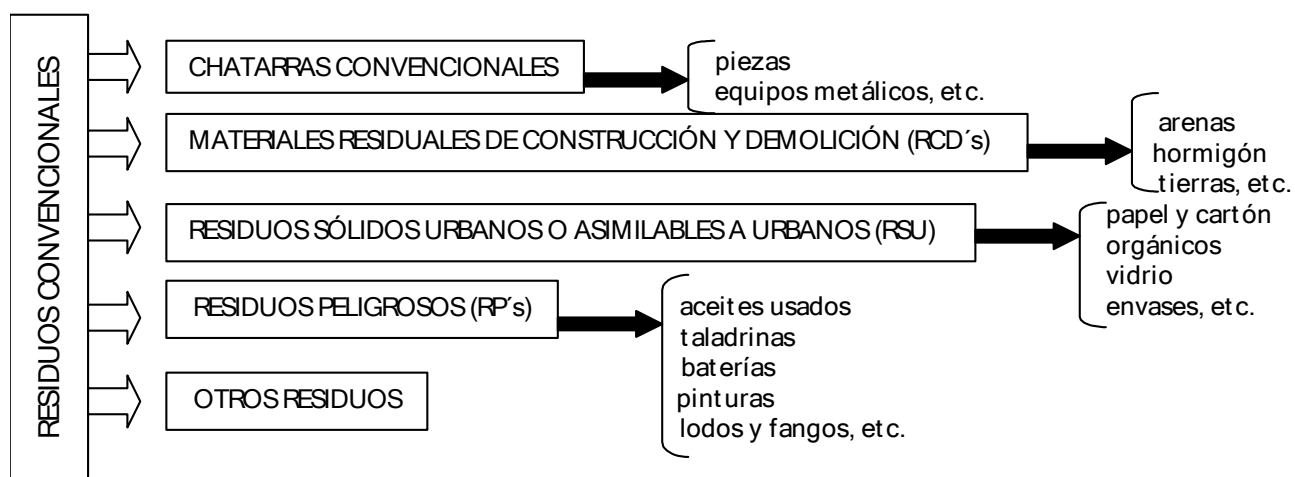 RESIDUOS CONVENCIONALES
CHATARRAS CONVENCIONALES
piezas
equipos metálicos, etc.
MATERIALES RESIDUALES DE CONSTRUCCIÓN Y DEMOLICIÓN (RCD´s)
arenas
hormigón
tierras, etc.
RESIDUOS SÓLIDOS URBANOS O ASIMILABLES A URBANOS (RSU)
papel y cartón
orgánicos
vidrio
envases, etc.
RESIDUOS PELIGROSOS (RP´s)
aceites usados
taladrinas
baterías
pinturas
lodos y fangos, etc.
OTROS RESIDUOS